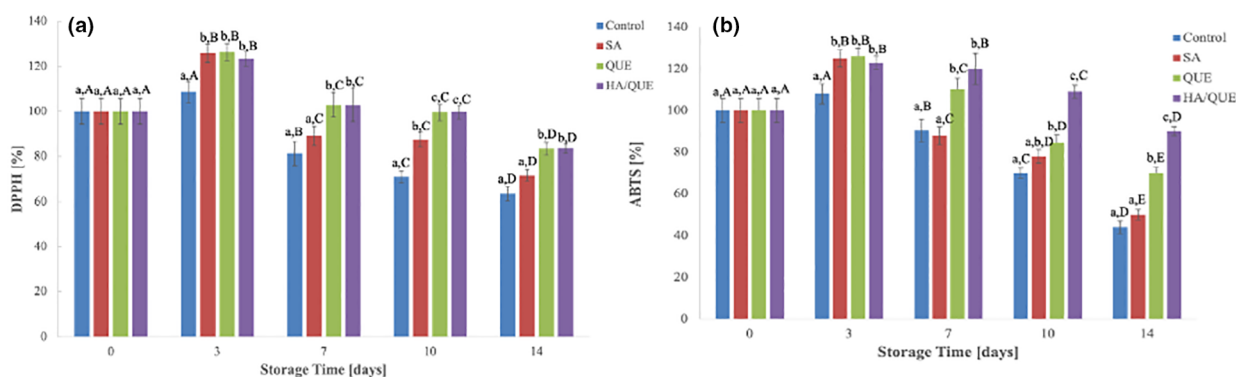 (a)
Control
SA
QUE
HA/QUE
DPPH [%]
140
120
100
80
60
40
20
0
a,A a,A a,A a,A
a,A b,B b,B b,B
a,B a,C b,C b,C
a,C b,C c,C c,C
a,D a,D b,D b,D
0 3 7 10 14
Storage Time [days]
(b)
Control
SA
QUE
HA/QUE
ABTS [%]
140
120
100
80
60
40
20
0
a,A a,A a,A a,A
a,A b,B b,B b,B
a,B a,C b,C b,B
a,C a,b,D b,D c,C
a,D a,E b,E c,D
0 3 7 10 14
Storage Time [days]